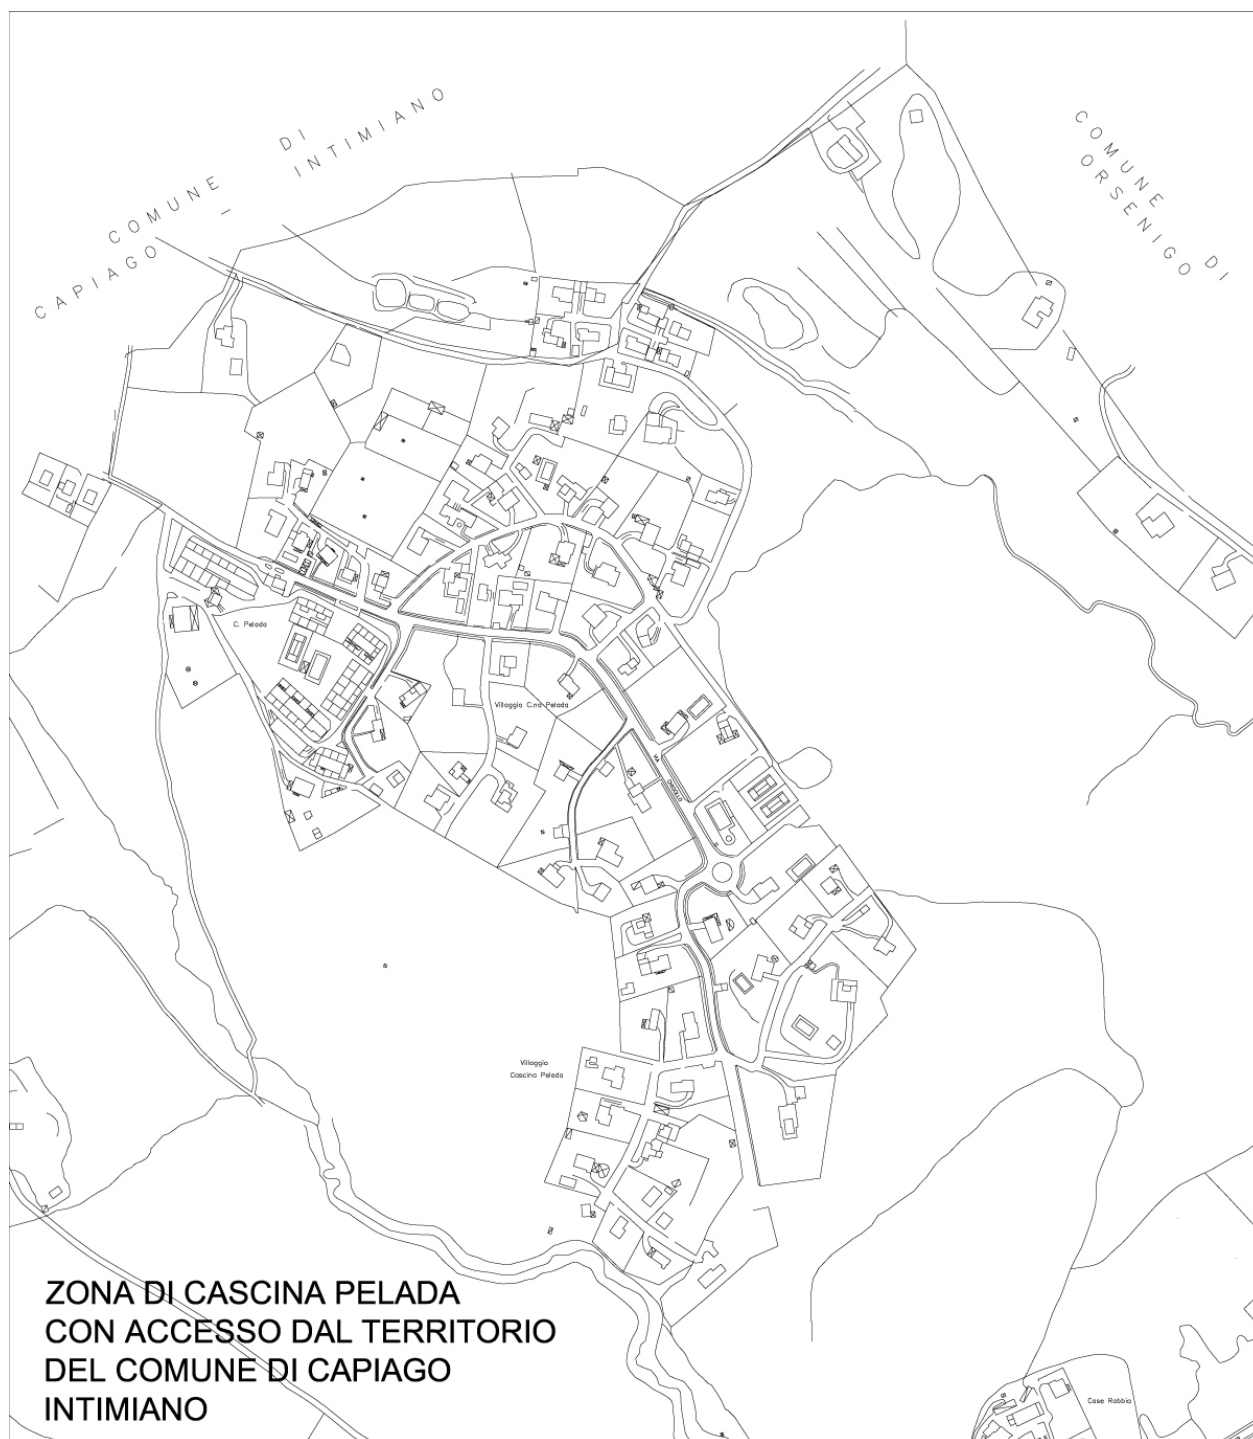 COMUNE DI
CAPIAGO - INTIMIANO
COMUNE DI
ORSENIGO
C. Pelada
Villaggio C.na Pelada
VIA
Villaggio
Cascina Pelada
ZONA DI CASCINA PELADA
CON ACCESSO DAL TERRITORIO
DEL COMUNE DI CAPIAGO
INTIMIANO
Case Rabbia